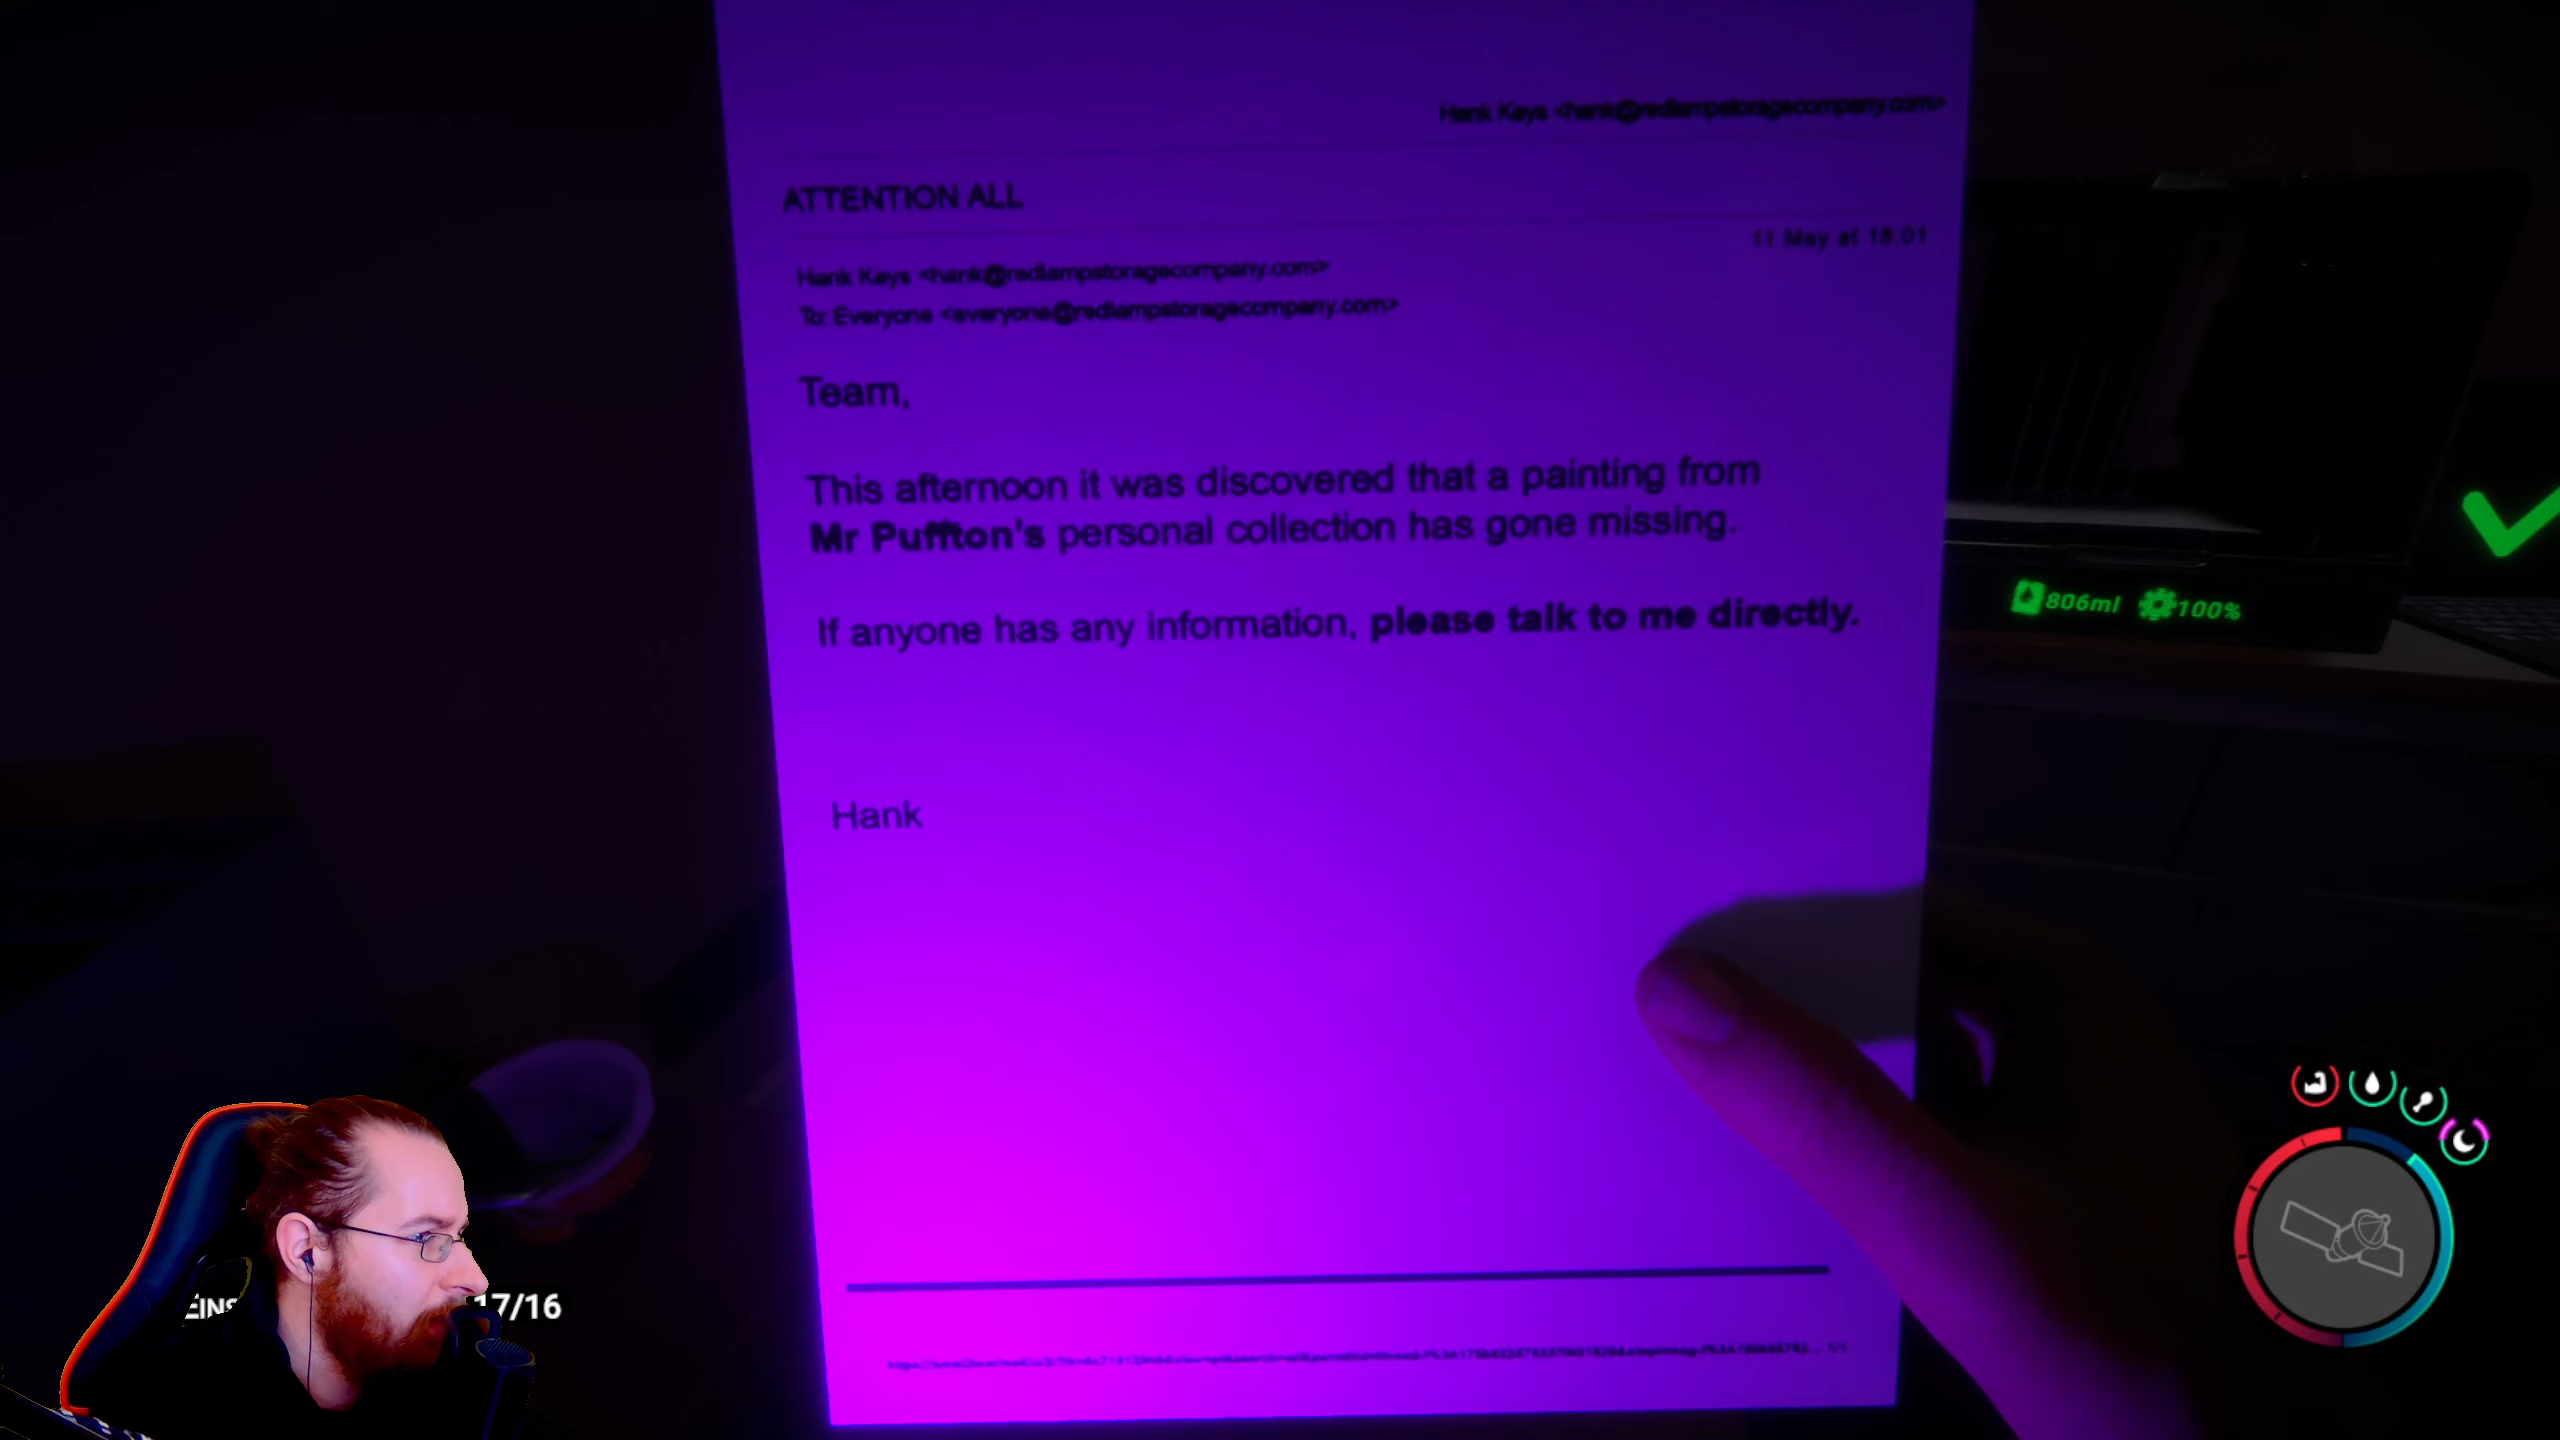 Hank Keys <hank@redlampstoragecompany.com>
ATTENTION ALL
11 May at 16:01
Hank Keys <hank@redlampstoragecompany.com>
To: Everyone <everyone@redlampstoragecompany.com>
Team,
This afternoon it was discovered that a painting from
Mr Puffton's personal collection has gone missing.
If anyone has any information, please talk to me directly.
Hank
806ml 100%
17/16